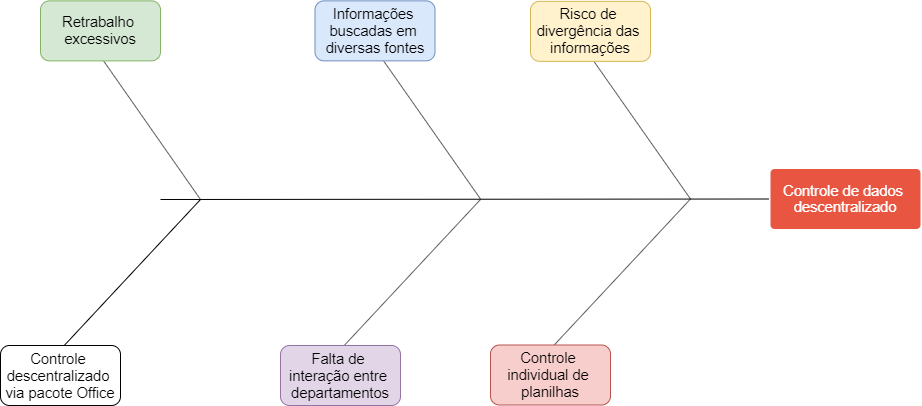 Retrabalho
excessivos
Informações
buscadas em
diversas fontes
Risco de
divergência das
informações
Controle de dados
descentralizado
Controle
descentralizado
via pacote Office
Falta de
interação entre
departamentos
Controle
individual de
planilhas